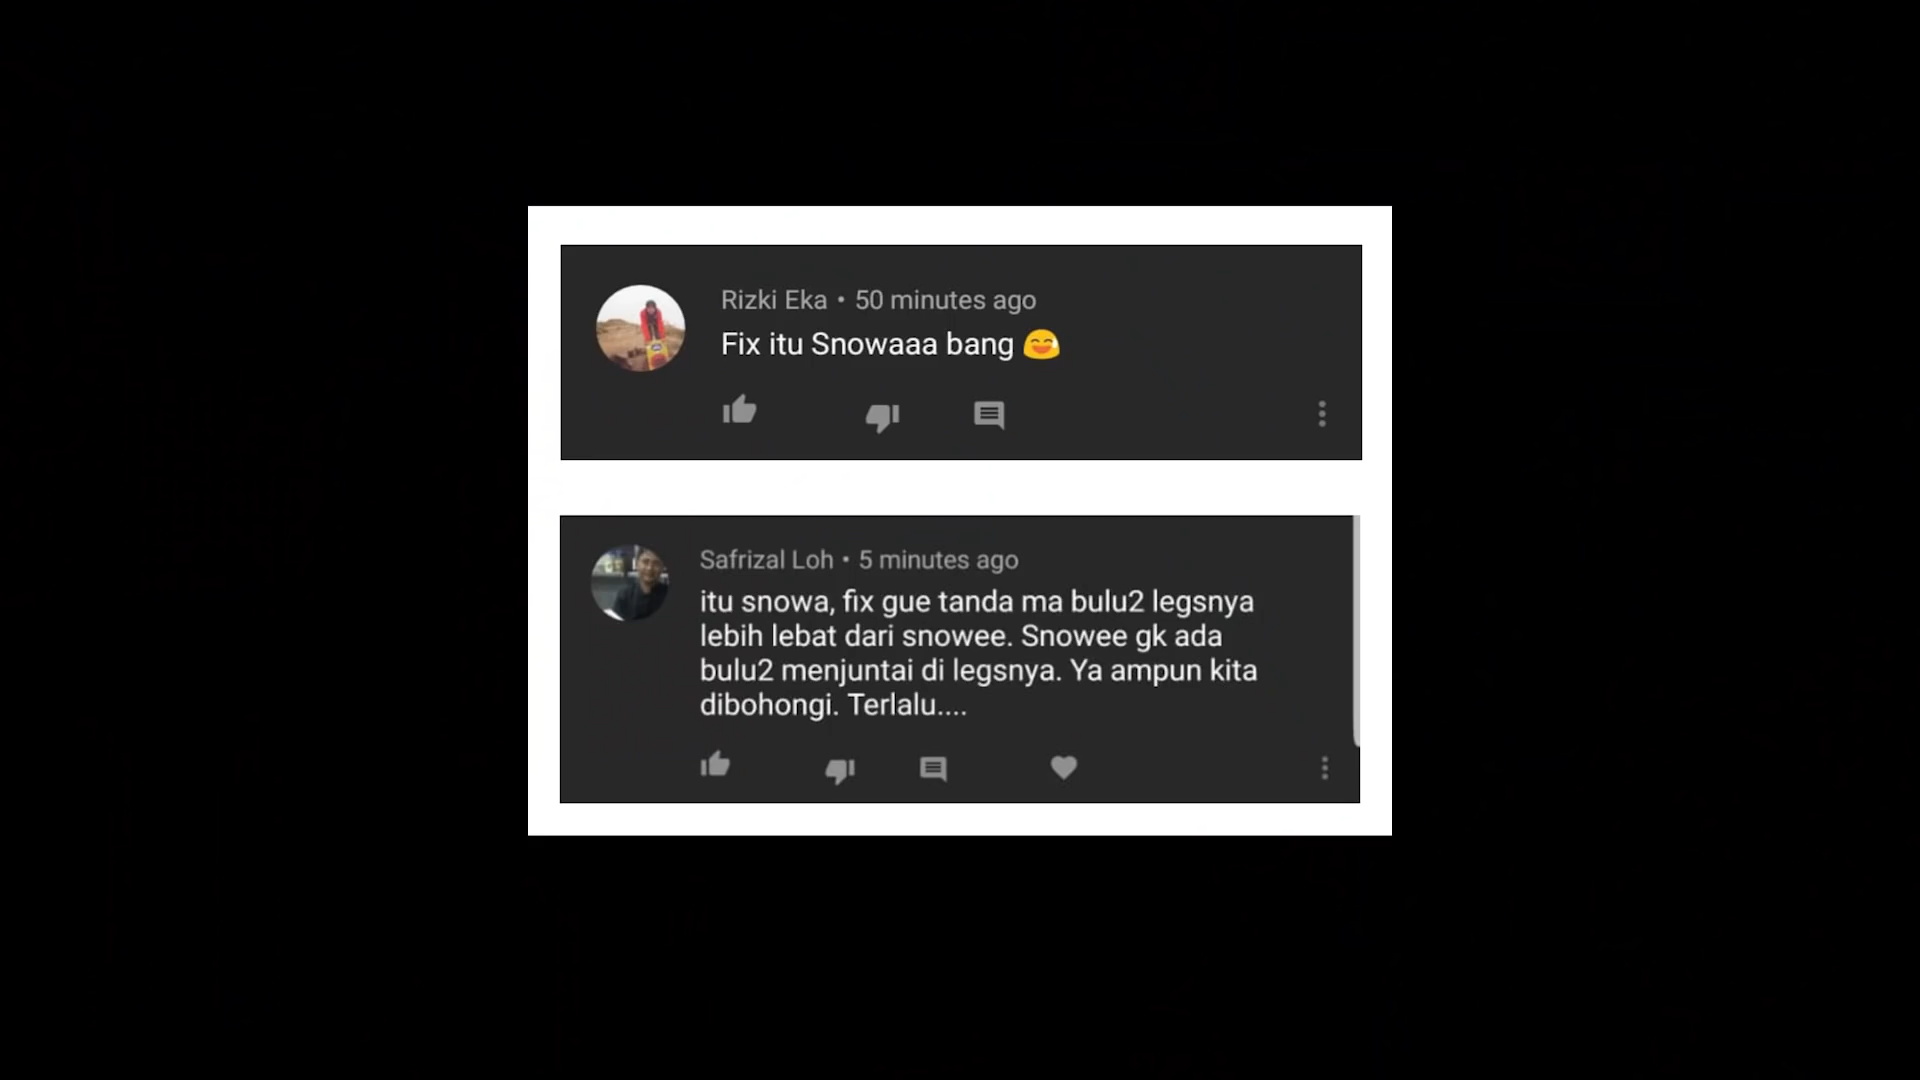 Rizki Eka • 50 minutes ago
Fix itu Snowaaa bang 😅
Safrizal Loh • 5 minutes ago
itu snowa, fix gue tanda ma bulu2 legsnya
lebih lebat dari snowee. Snowee gk ada
bulu2 menjuntai di legsnya. Ya ampun kita
dibohongi. Terlalu....